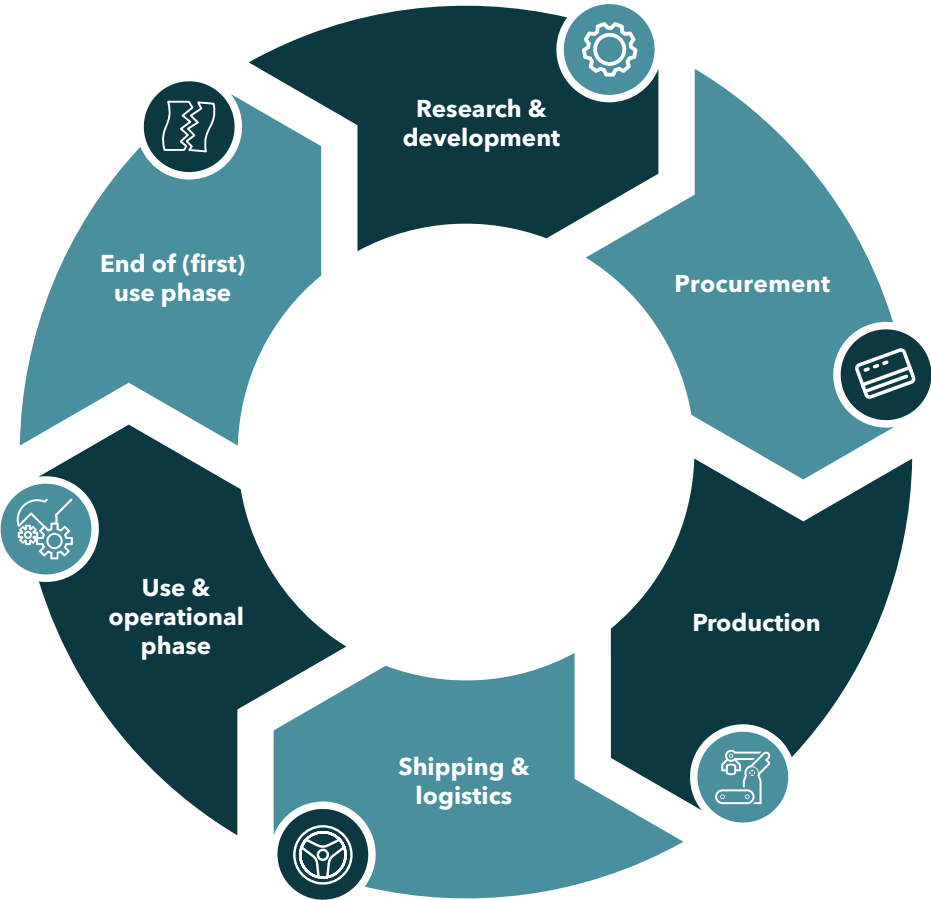 Research &
development
Procurement
Production
Shipping &
logistics
Use &
operational
phase
End of (first)
use phase